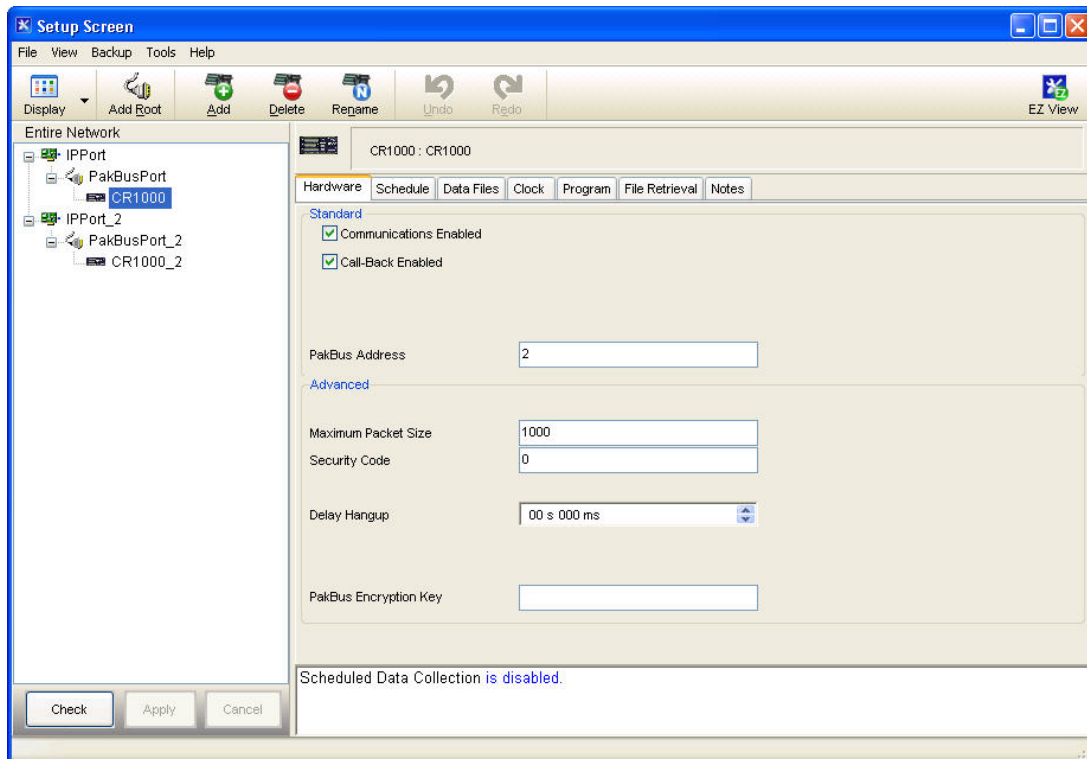 Setup Screen
File View Backup Tools Help
Display Add Root Add Delete Rename Undo Redo EZ View
Entire Network
IPPort
PakBusPort
CR1000
IPPort_2
PakBusPort_2
CR1000_2
CR1000 : CR1000
Hardware Schedule Data Files Clock Program File Retrieval Notes
Standard
Communications Enabled
Call-Back Enabled
PakBus Address 2
Advanced
Maximum Packet Size 1000
Security Code 0
Delay Hangup 00 s 000 ms
PakBus Encryption Key
Scheduled Data Collection is disabled.
Check Apply Cancel